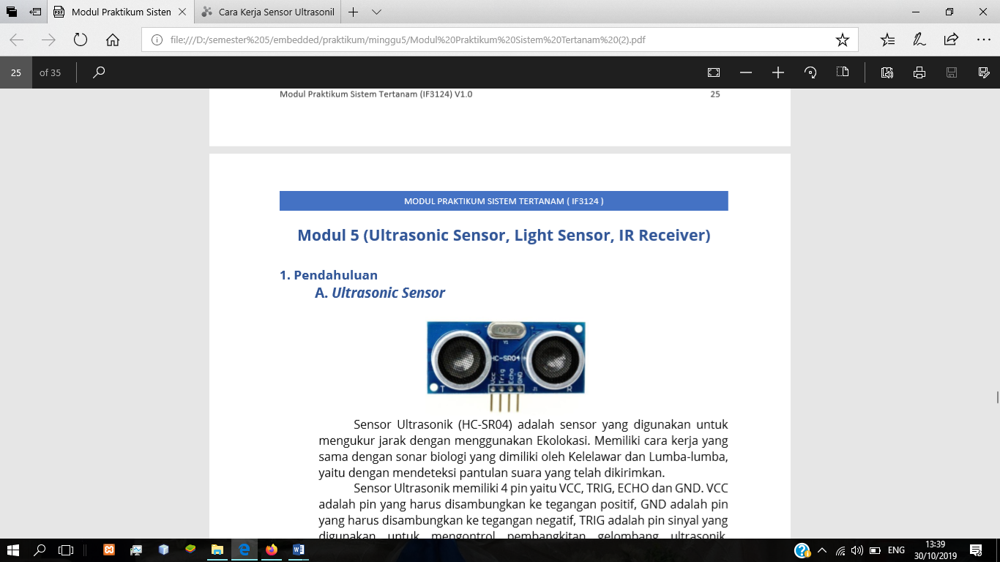 Modul Praktikum Sisten
Cara Kerja Sensor Ultrasonil
file:///D:/semester%205/embedded/praktikum/minggu5/Modul%20Praktikum%20Sistem%20Tertanam%20(2).pdf
25 of 35
Modul Praktikum Sistem Tertanam (IF3124) V1.0 25
MODUL PRAKTIKUM SISTEM TERTANAM ( IF3124 )
Modul 5 (Ultrasonic Sensor, Light Sensor, IR Receiver)
1. Pendahuluan
A. Ultrasonic Sensor
Y1
HC-SR04
Vcc
Trig
Echo
GND
T J1 R
Sensor Ultrasonik (HC-SR04) adalah sensor yang digunakan untuk
mengukur jarak dengan menggunakan Ekolokasi. Memiliki cara kerja yang
sama dengan sonar biologi yang dimiliki oleh Kelelawar dan Lumba-lumba,
yaitu dengan mendeteksi pantulan suara yang telah dikirimkan.
Sensor Ultrasonik memiliki 4 pin yaitu VCC, TRIG, ECHO dan GND. VCC
adalah pin yang harus disambungkan ke tegangan positif, GND adalah pin
yang harus disambungkan ke tegangan negatif, TRIG adalah pin sinyal yang
digunakan untuk mengontrol pembangkitan gelombang ultrasonik,
ENG
13:39
30/10/2019